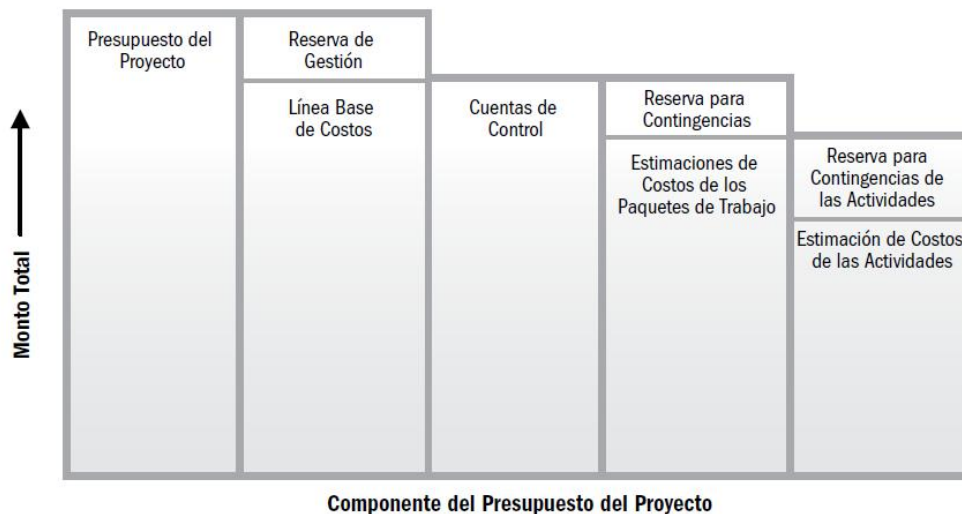 Presupuesto del
Proyecto
Reserva de
Gestión
Línea Base
de Costos
Cuentas de
Control
Reserva para
Contingencias
Estimaciones de
Costos de los
Paquetes de Trabajo
Reserva para
Contingencias de
las Actividades
Estimación de Costos
de las Actividades
Monto Total
Componente del Presupuesto del Proyecto